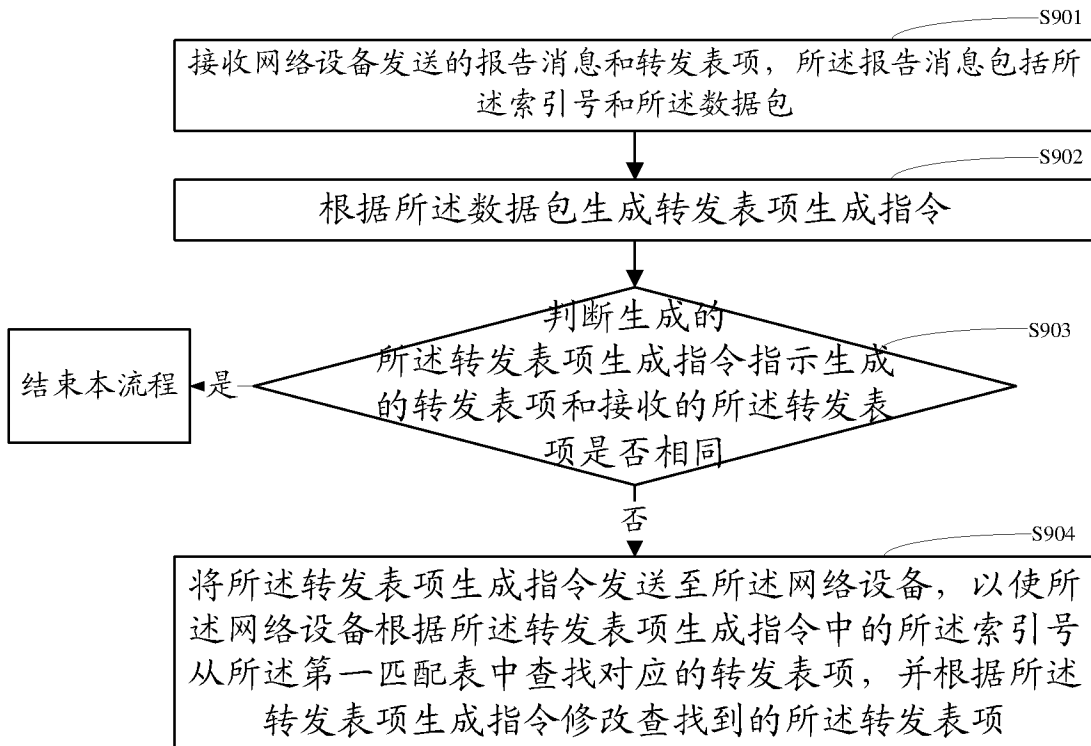 S901
接收网络设备发送的报告消息和转发表项，所述报告消息包括所
述索引号和所述数据包
S902
根据所述数据包生成转发表项生成指令
S903
判断生成的
所述转发表项生成指令指示生成
的转发表项和接收的所述转发表
项是否相同
是
结束本流程
否
S904
将所述转发表项生成指令发送至所述网络设备，以使所
述网络设备根据所述转发表项生成指令中的所述索引号
从所述第一匹配表中查找对应的转发表项，并根据所述
转发表项生成指令修改查找到的所述转发表项